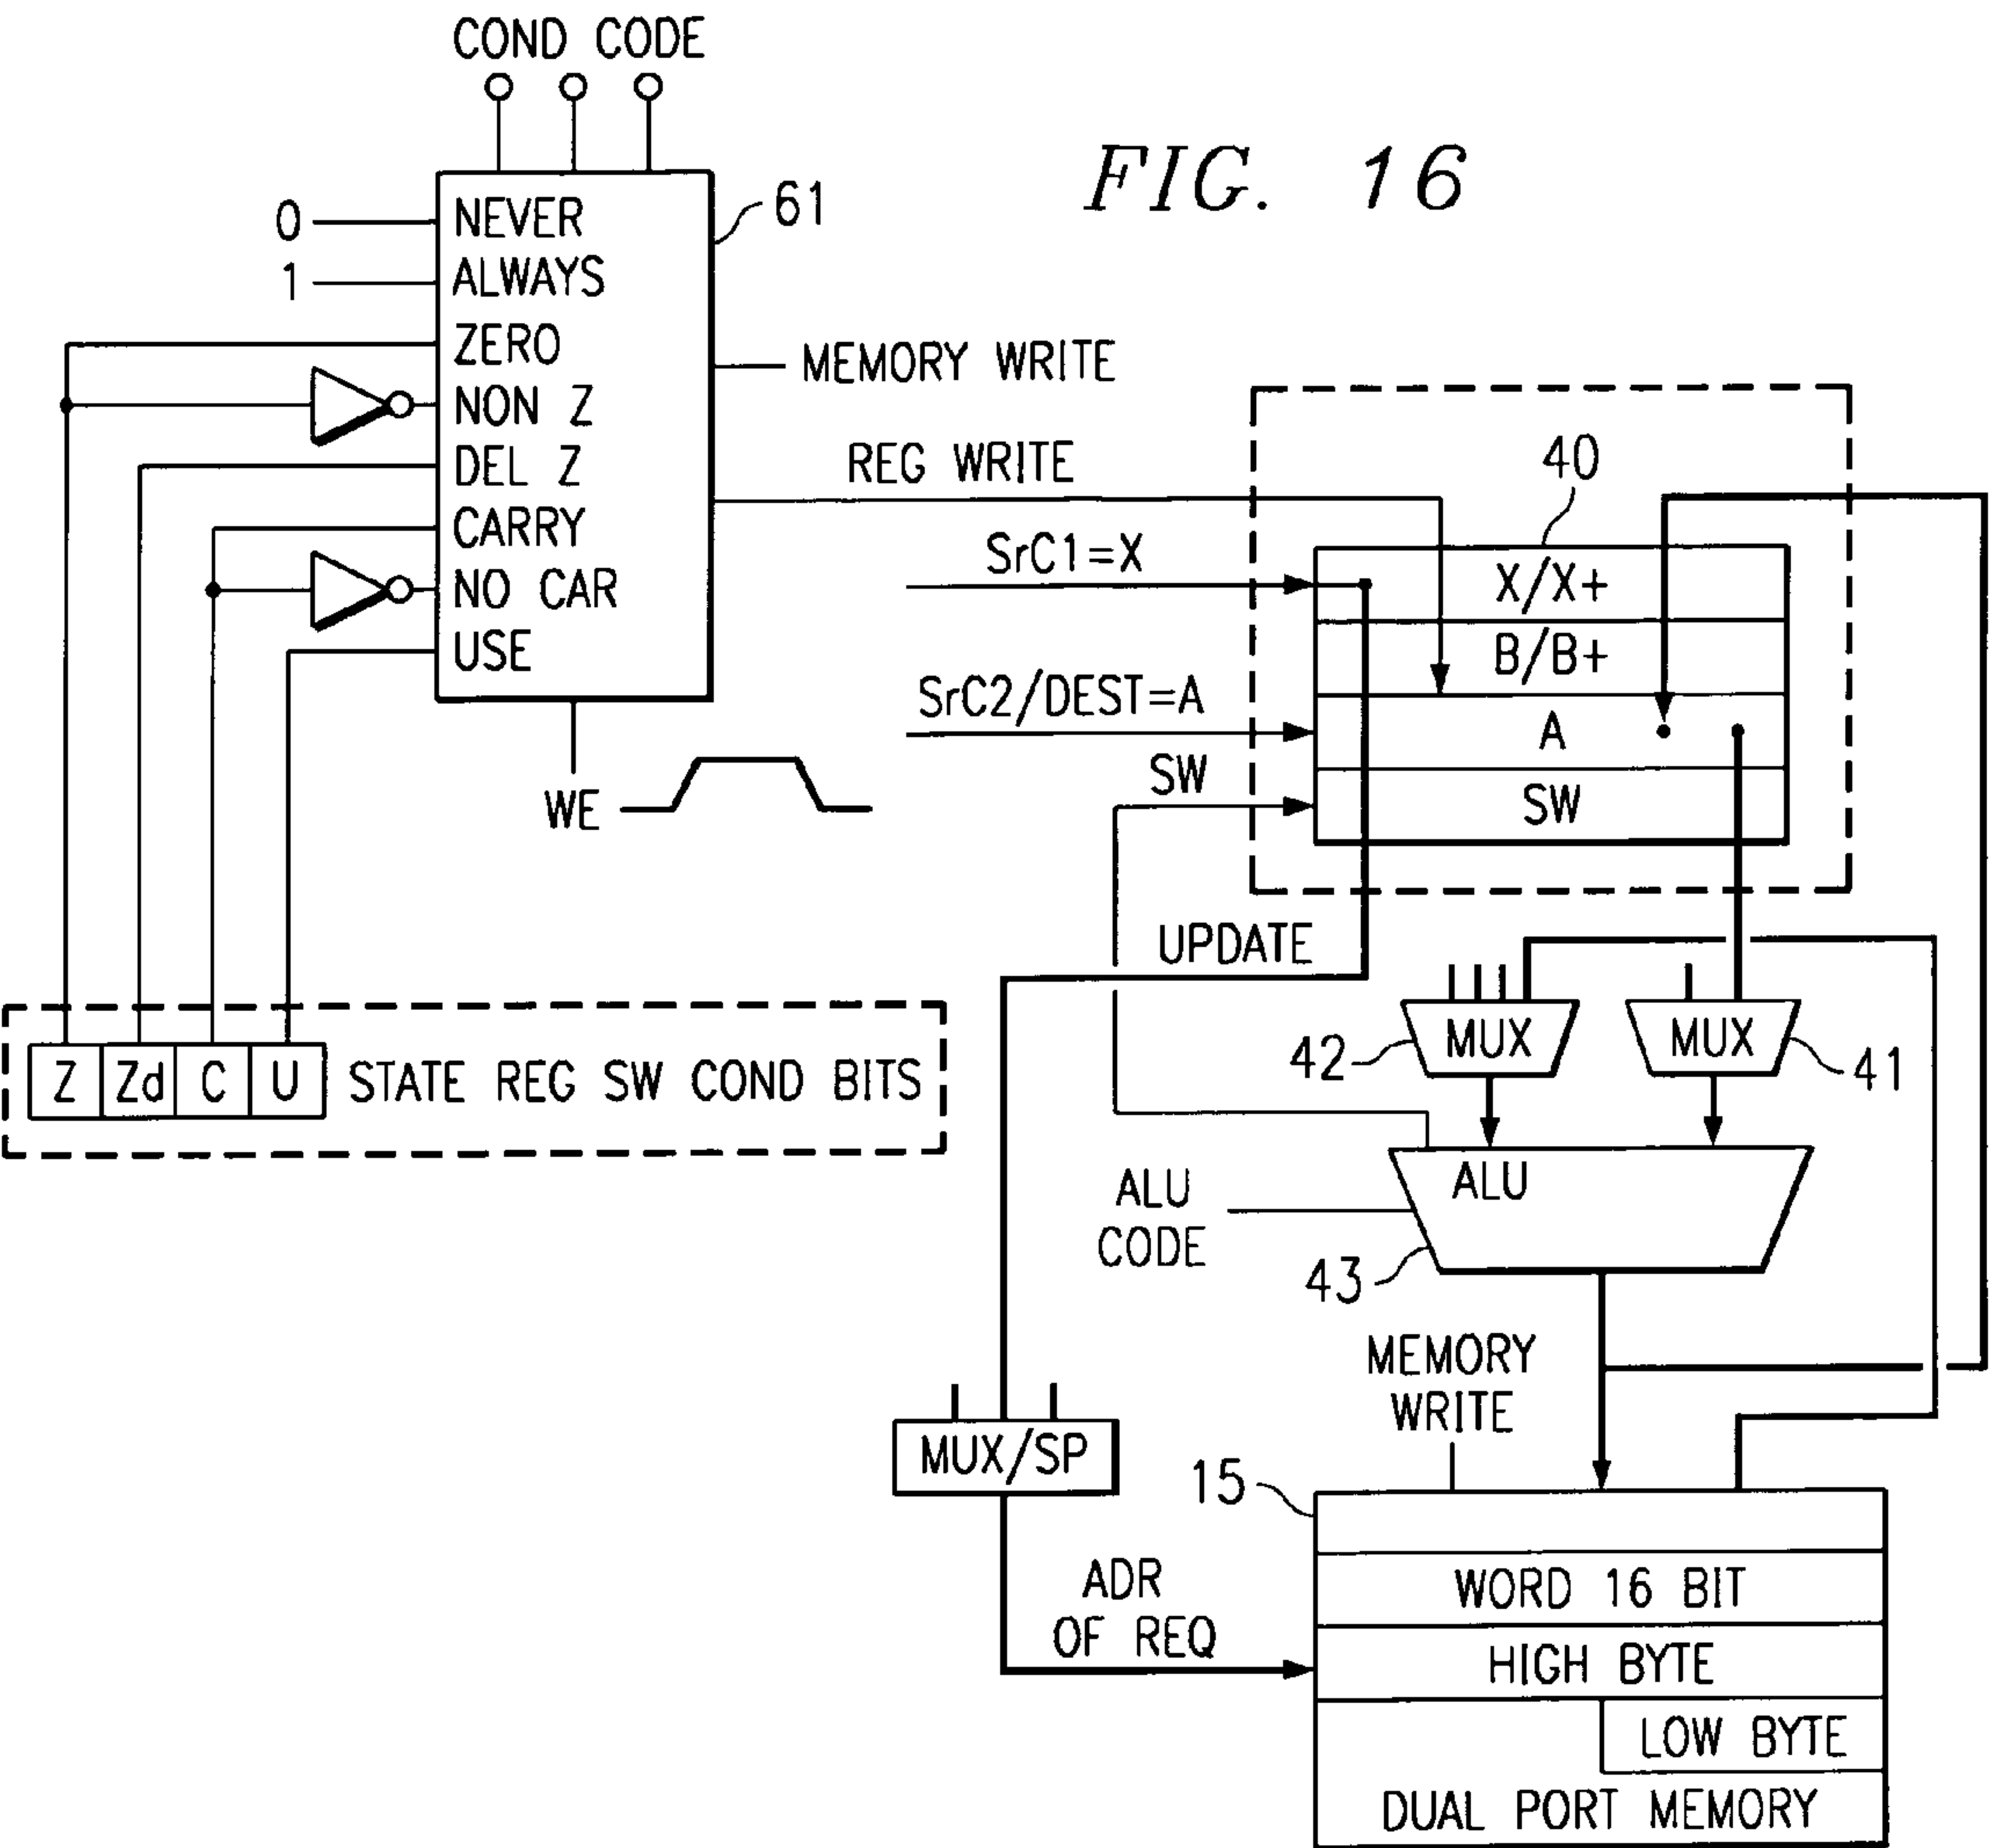 COND CODE
FIG. 16
61
0
NEVER
1
ALWAYS
ZERO
MEMORY WRITE
NON Z
DEL Z
REG WRITE
40
CARRY
SrC1=X
X/X+
NO CAR
USE
B/B+
SrC2/DEST=A
A
SW
SW
WE
UPDATE
42
MUX
MUX
41
Z Zd C U STATE REG SW COND BITS
ALU
ALU
CODE
43
MEMORY
WRITE
MUX/SP
15
ADR
OF REQ
WORD 16 BIT
HIGH BYTE
LOW BYTE
DUAL PORT MEMORY